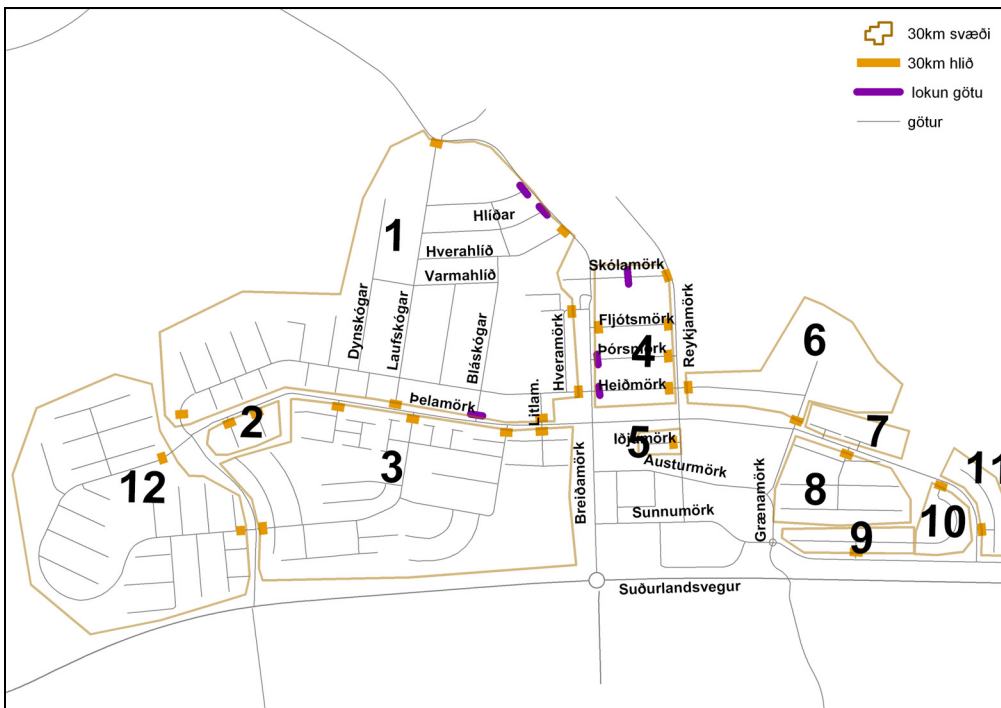 30km svæði
30km hlið
lokun götu
götur
1
Hlíðar
Hverahlíð
Varmahlíð
Skólamörk
Dynskógar
Laufskógar
Bláskógar
Hveramörk
Fljótsmörk
4
Þórsmörk
Heiðmörk
Reykjamörk
6
Þelamörk
Litlam.
2
3
5
Austurmörk
7
12
Breiðamörk
Sunnumörk
Grænamörk
8
11
10
9
Suðurlandsvegur